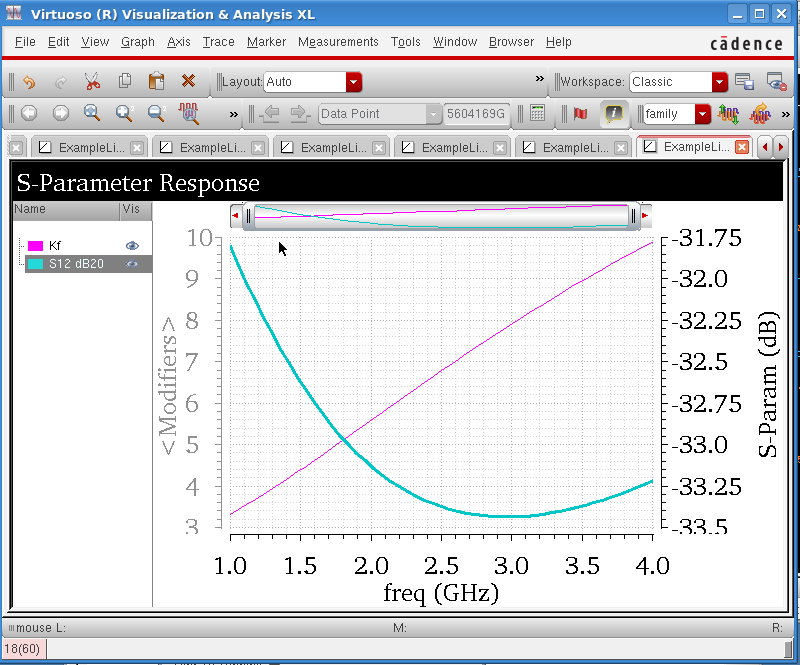 Virtuoso (R) Visualization & Analysis XL
File Edit View Graph Axis Trace Marker Measurements Tools Window Browser Help
cādence
Layout: Auto » Workspace: Classic
» Data Point 5604169G family »
ExampleLi... ExampleLi... ExampleLi... ExampleLi... ExampleLi... ExampleLi...
S-Parameter Response
Name Vis
Kf
S12 dB20
<Modifiers>
10
9
8
7
6
5
4
3
-31.75
-32.0
-32.25
-32.5
-32.75
-33.0
-33.25
-33.5
S-Param (dB)
1.0 1.5 2.0 2.5 3.0 3.5 4.0
freq (GHz)
mouse L: M: R:
18(60)